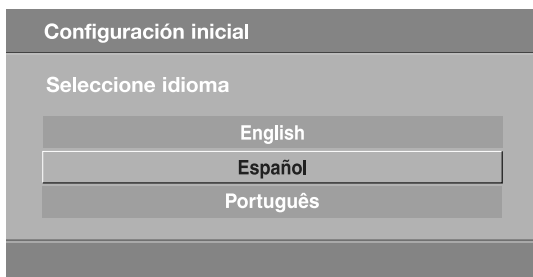 Configuración inicial
Seleccione idioma
English
Español
Português